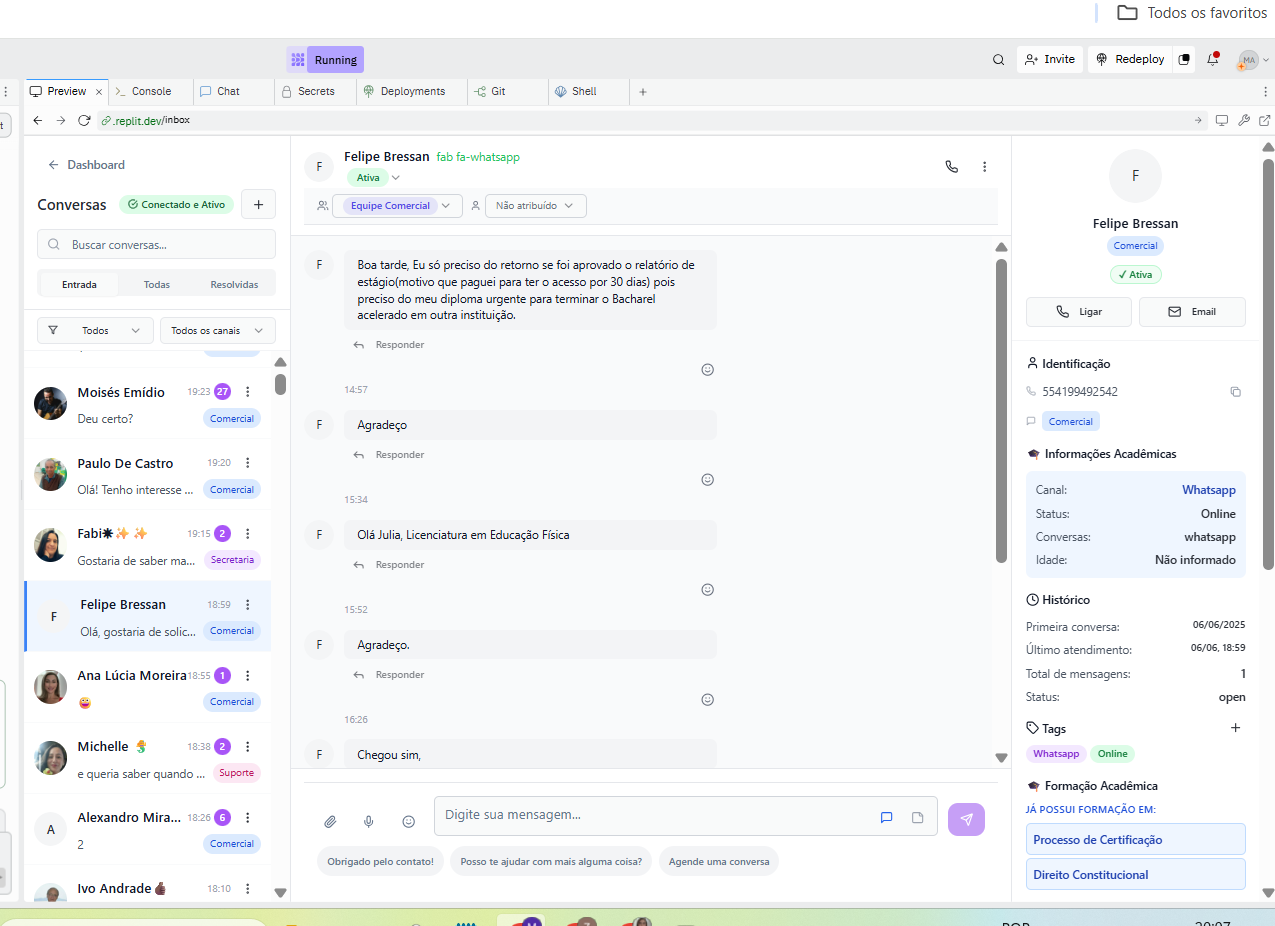 Todos os favoritos
Running
Invite
Redeploy
MA
Preview
Console
Chat
Secrets
Deployments
Git
Shell
.replit.dev/inbox
Dashboard
Conversas
Conectado e Ativo
Buscar conversas...
Entrada
Todas
Resolvidas
Todos
Todos os canais
Moisés Emídio
19:23
27
Deu certo?
Comercial
Paulo De Castro
19:20
Olá! Tenho interesse ...
Comercial
Fabi
19:15
2
Gostaria de saber ma...
Secretaria
F
Felipe Bressan
18:59
Olá, gostaria de solic...
Comercial
Ana Lúcia Moreira
18:55
1
Comercial
Michelle
18:38
2
e queria saber quando ...
Suporte
A
Alexandro Mira...
18:26
6
2
Comercial
Ivo Andrade
18:10
F
Felipe Bressan
fab fa-whatsapp
Ativa
Equipe Comercial
Não atribuído
F
Boa tarde, Eu só preciso do retorno se foi aprovado o relatório de
estágio(motivo que paguei para ter o acesso por 30 dias) pois
preciso do meu diploma urgente para terminar o Bacharel
acelerado em outra instituição.
Responder
14:57
F
Agradeço
Responder
15:34
F
Olá Julia, Licenciatura em Educação Física
Responder
15:52
F
Agradeço.
Responder
16:26
F
Chegou sim,
Digite sua mensagem...
Obrigado pelo contato!
Posso te ajudar com mais alguma coisa?
Agende uma conversa
F
Felipe Bressan
Comercial
✓ Ativa
Ligar
Email
Identificação
554199492542
Comercial
Informações Acadêmicas
Canal:
Whatsapp
Status:
Online
Conversas:
whatsapp
Idade:
Não informado
Histórico
Primeira conversa:
06/06/2025
Último atendimento:
06/06, 18:59
Total de mensagens:
1
Status:
open
Tags
Whatsapp
Online
Formação Acadêmica
JÁ POSSUI FORMAÇÃO EM:
Processo de Certificação
Direito Constitucional